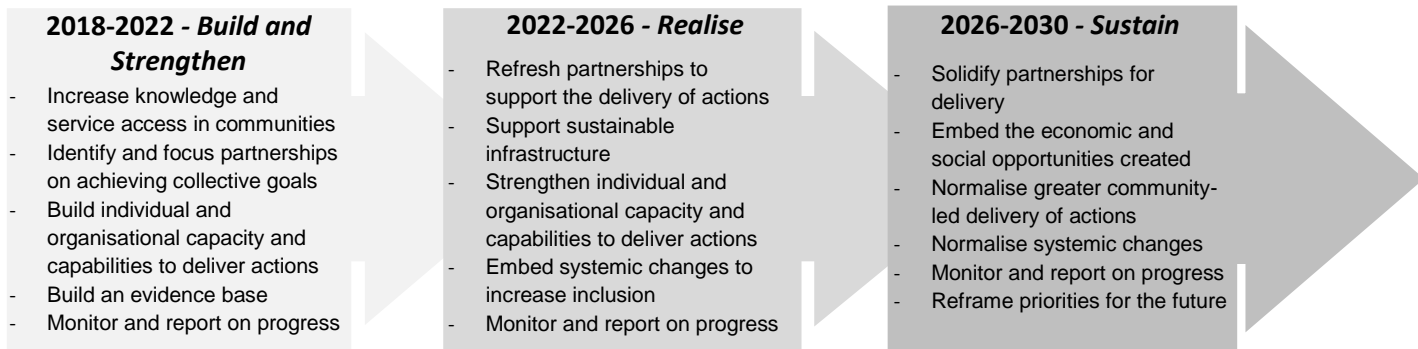 2018-2022 - Build and
Strengthen
- Increase knowledge and
service access in communities
- Identify and focus partnerships
on achieving collective goals
- Build individual and
organisational capacity and
capabilities to deliver actions
- Build an evidence base
- Monitor and report on progress
2022-2026 - Realise
- Refresh partnerships to
support the delivery of actions
- Support sustainable
infrastructure
- Strengthen individual and
organisational capacity and
capabilities to deliver actions
- Embed systemic changes to
increase inclusion
- Monitor and report on progress
2026-2030 - Sustain
- Solidify partnerships for
delivery
- Embed the economic and
social opportunities created
- Normalise greater community-
led delivery of actions
- Normalise systemic changes
- Monitor and report on progress
- Reframe priorities for the future